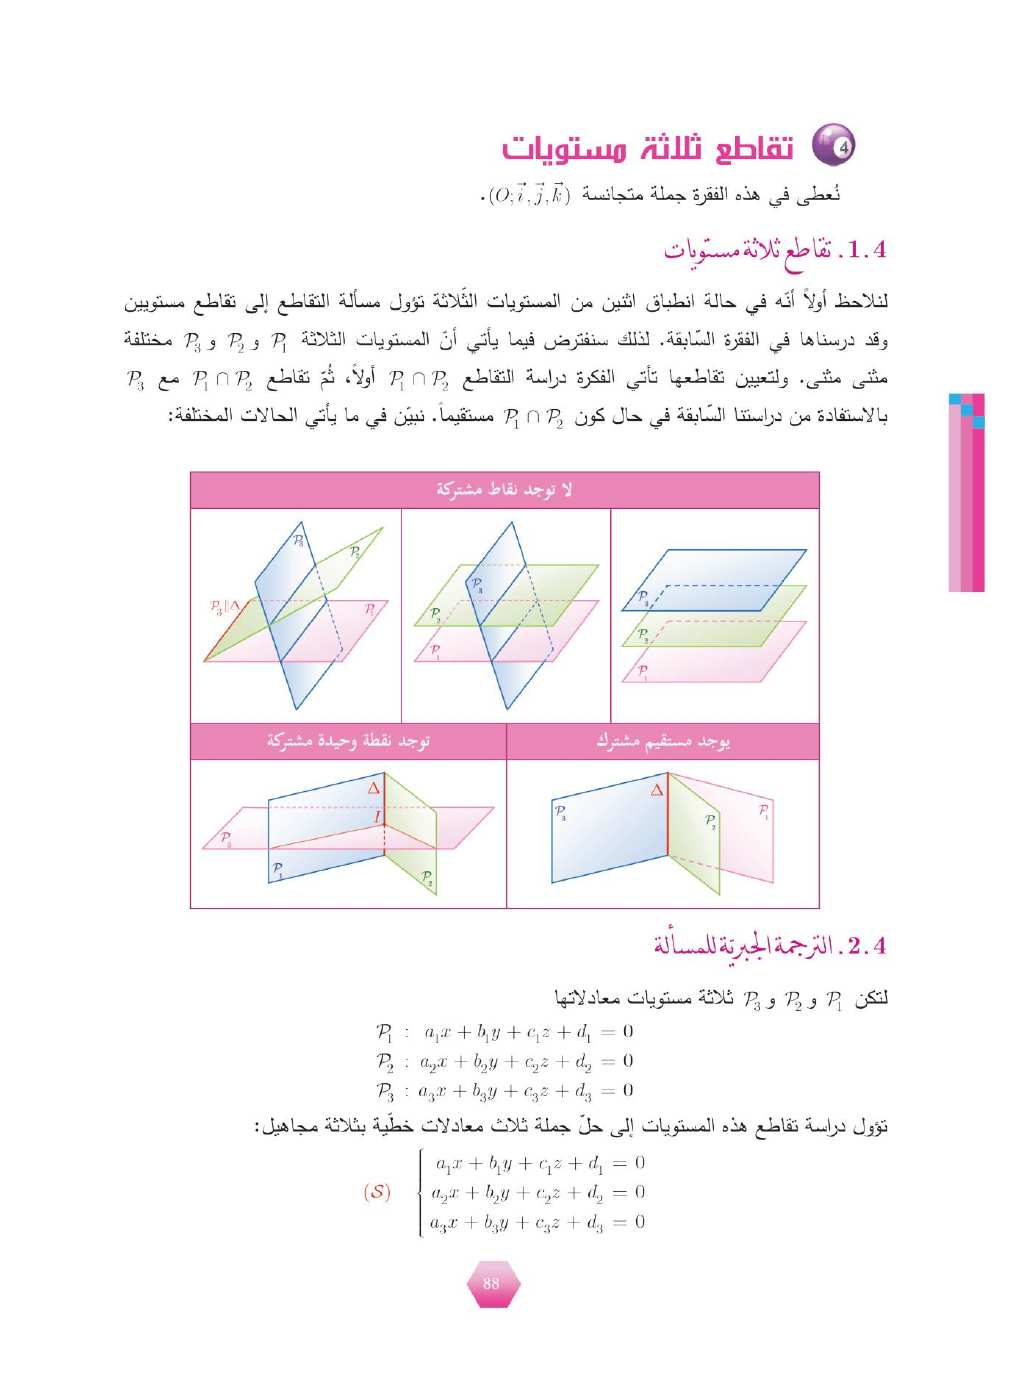 4 تقاطع ثلاثة مستويات
نُعطى في هذه الفقرة جملة متجانسة (O; i⃗, j⃗, k⃗).
1.4. تقاطع ثلاثة مستويات
لنلاحظ أولاً أنّه في حالة انطباق اثنين من المستويات الثّلاثة تؤول مسألة التقاطع إلى تقاطع مستويين
وقد درسناها في الفقرة السّابقة. لذلك سنفترض فيما يأتي أنّ المستويات الثلاثة P₁ و P₂ و P₃ مختلفة
مثنى مثنى. ولتعيين تقاطعها تأتي الفكرة دراسة التقاطع P₁ ∩ P₂ أولاً، ثُمّ تقاطع P₁ ∩ P₂ مع P₃
بالاستفادة من دراستنا السّابقة في حال كون P₁ ∩ P₂ مستقيماً. نبيّن في ما يأتي الحالات المختلفة:
لا توجد نقاط مشتركة
P₃
P₂
P₁
P₃
P₂
P₁
P₃
P₂
P₃ ∥ Δ
P₁
يوجد مستقيم مشترك
توجد نقطة وحيدة مشتركة
Δ
P₃
P₂
P₁
Δ
I
P₃
P₁
P₂
2.4. الترجمة الجبريّة للمسألة
لتكن P₁ و P₂ و P₃ ثلاثة مستويات معادلاتها
P₁ : a₁x + b₁y + c₁z + d₁ = 0
P₂ : a₂x + b₂y + c₂z + d₂ = 0
P₃ : a₃x + b₃y + c₃z + d₃ = 0
تؤول دراسة تقاطع هذه المستويات إلى حلّ جملة ثلاث معادلات خطّية بثلاثة مجاهيل:
a₁x + b₁y + c₁z + d₁ = 0
(S) a₂x + b₂y + c₂z + d₂ = 0
a₃x + b₃y + c₃z + d₃ = 0
88